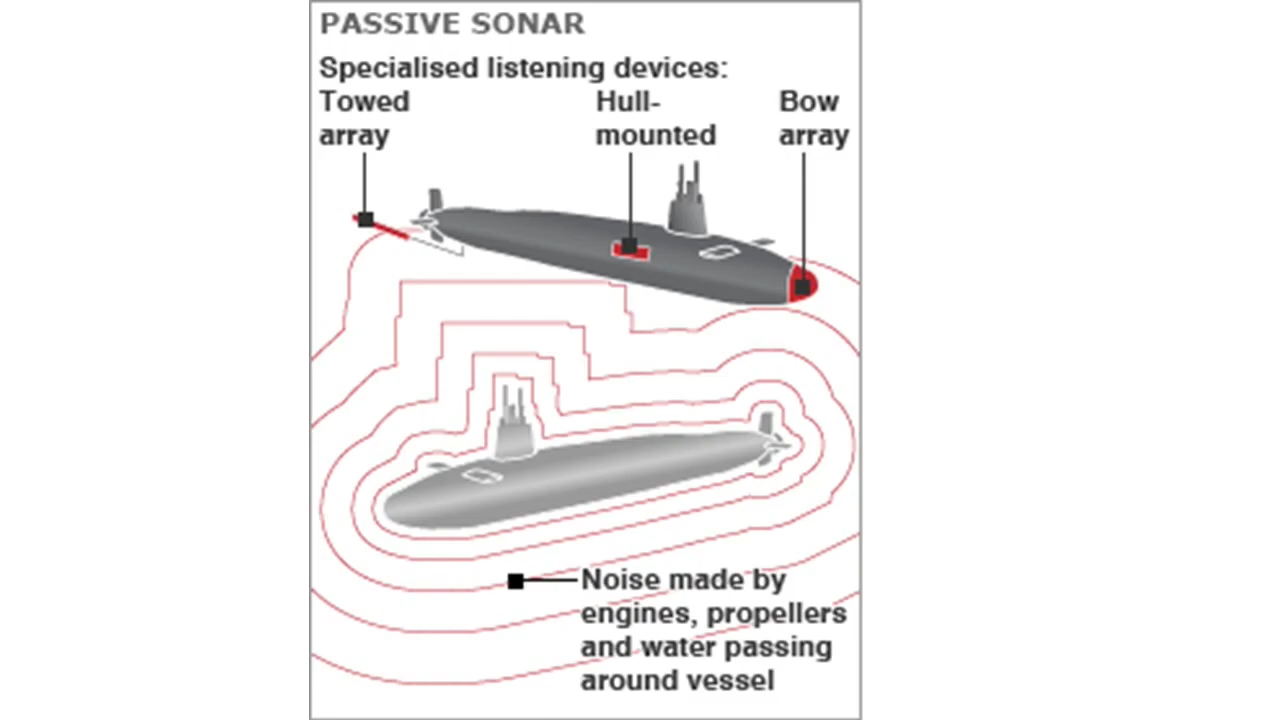 PASSIVE SONAR
Specialised listening devices:
Towed
array
Hull-
mounted
Bow
array
Noise made by
engines, propellers
and water passing
around vessel